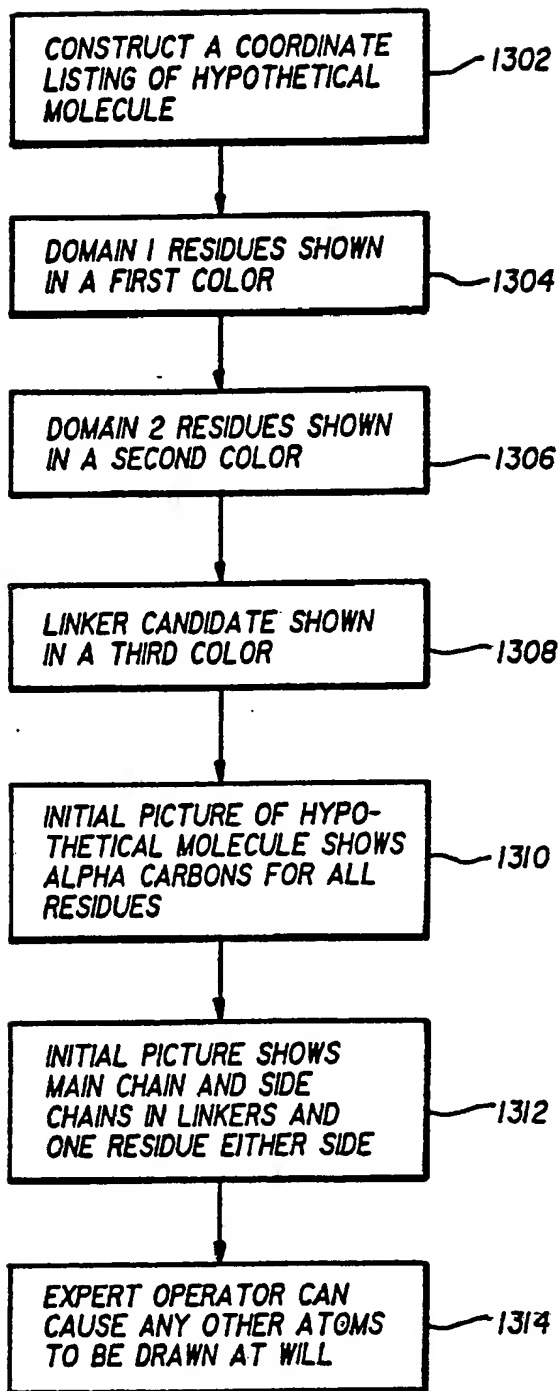 CONSTRUCT A COORDINATE
LISTING OF HYPOTHETICAL
MOLECULE
1302
DOMAIN 1 RESIDUES SHOWN
IN A FIRST COLOR
1304
DOMAIN 2 RESIDUES SHOWN
IN A SECOND COLOR
1306
LINKER CANDIDATE SHOWN
IN A THIRD COLOR
1308
INITIAL PICTURE OF HYPO-
THETICAL MOLECULE SHOWS
ALPHA CARBONS FOR ALL
RESIDUES
1310
INITIAL PICTURE SHOWS
MAIN CHAIN AND SIDE
CHAINS IN LINKERS AND
ONE RESIDUE EITHER SIDE
1312
EXPERT OPERATOR CAN
CAUSE ANY OTHER ATOMS
TO BE DRAWN AT WILL
1314